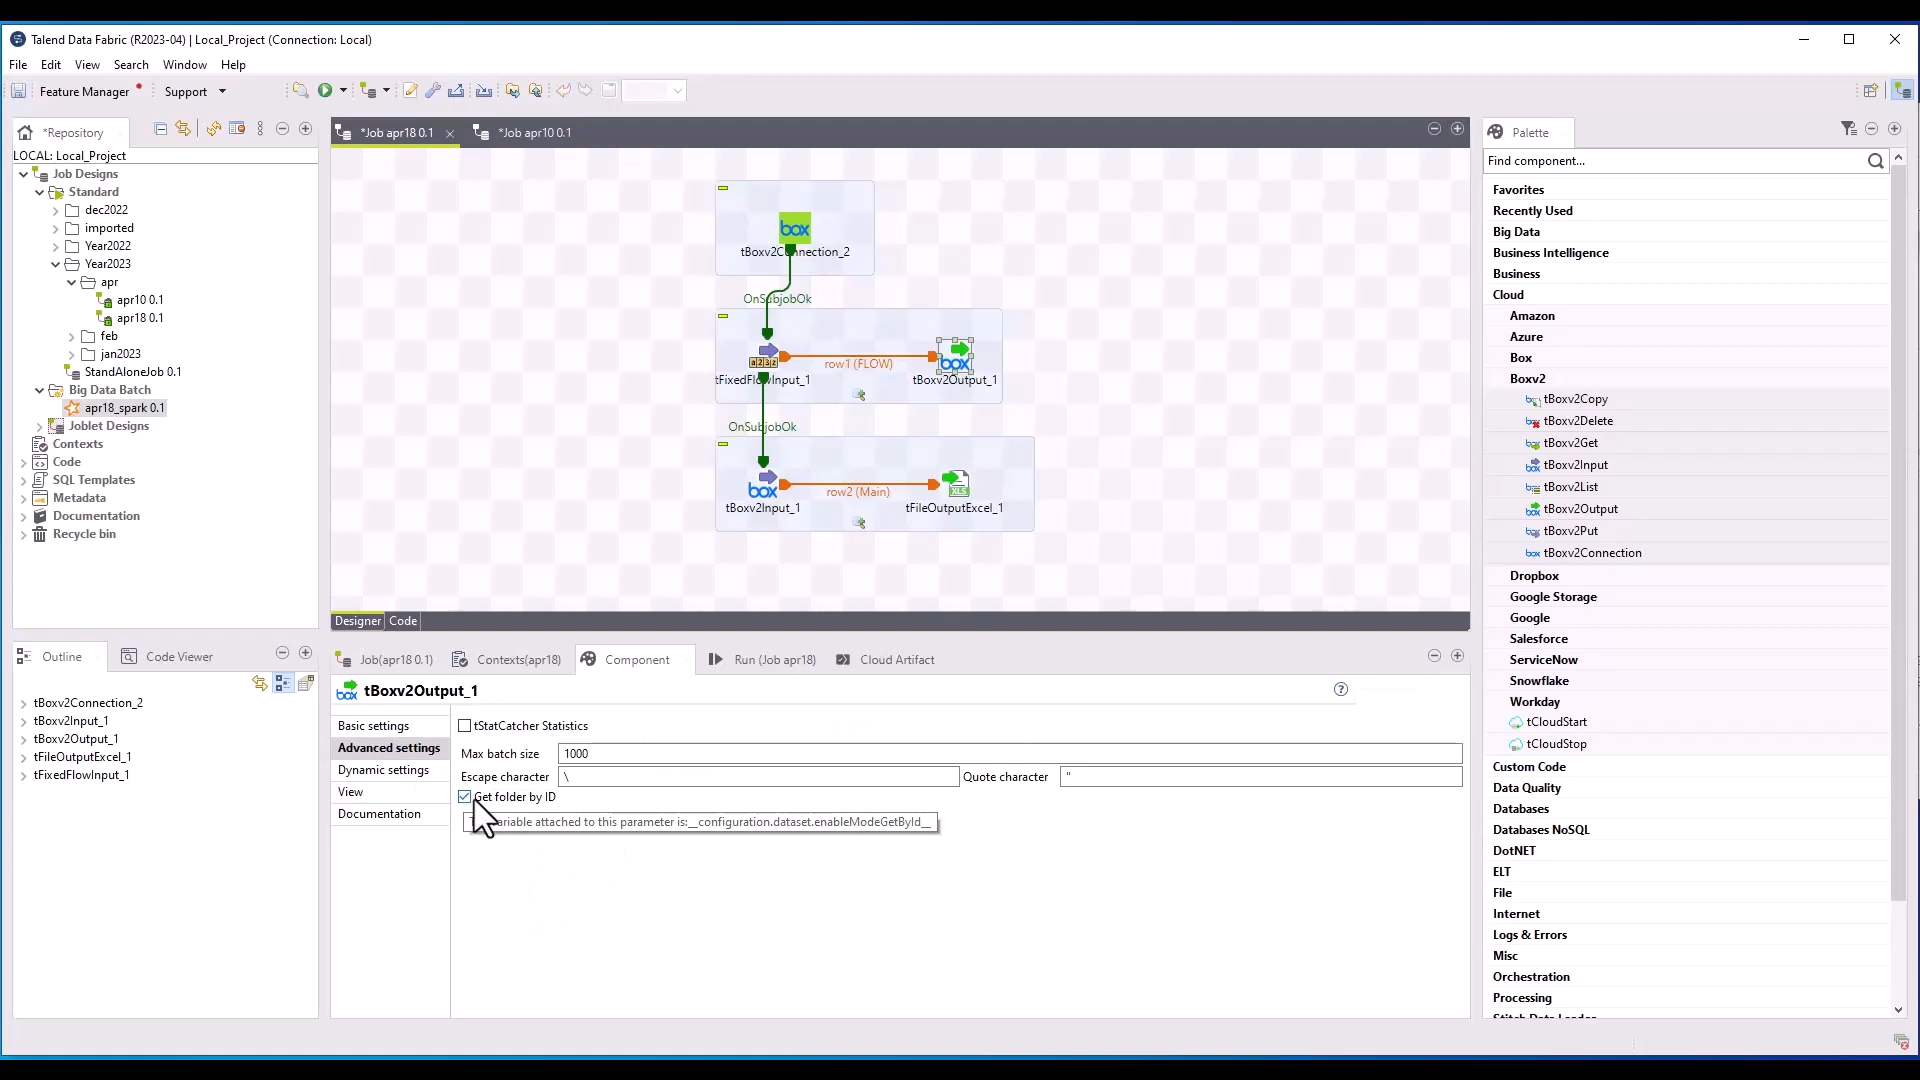 Talend Data Fabric (R2023-04) | Local_Project (Connection: Local)
File Edit View Search Window Help
Feature Manager Support
*Repository
LOCAL: Local_Project
Job Designs
Standard
dec2022
imported
Year2022
Year2023
apr
apr10 0.1
apr18 0.1
feb
jan2023
StandAloneJob 0.1
Big Data Batch
apr18_spark 0.1
Joblet Designs
Contexts
Code
SQL Templates
Metadata
Documentation
Recycle bin
Outline Code Viewer
tBoxv2Connection_2
tBoxv2Input_1
tBoxv2Output_1
tFileOutputExcel_1
tFixedFlowInput_1
*Job apr18 0.1 *Job apr10 0.1
box
tBoxv2Connection_2
OnSubjobOk
row1 (FLOW)
box
tFixedFlowInput_1 tBoxv2Output_1
OnSubjobOk
box
row2 (Main)
XLS
tBoxv2Input_1 tFileOutputExcel_1
Designer Code
Job(apr18 0.1) Contexts(apr18) Component Run (Job apr18) Cloud Artifact
box tBoxv2Output_1
Basic settings
Advanced settings
Dynamic settings
View
Documentation
tStatCatcher Statistics
Max batch size 1000
Escape character \ Quote character "
Get folder by ID
variable attached to this parameter is:__configuration.dataset.enableModeGetById__
Palette
Find component...
Favorites
Recently Used
Big Data
Business Intelligence
Business
Cloud
Amazon
Azure
Box
Boxv2
tBoxv2Copy
tBoxv2Delete
tBoxv2Get
tBoxv2Input
tBoxv2List
tBoxv2Output
tBoxv2Put
tBoxv2Connection
Dropbox
Google Storage
Google
Salesforce
ServiceNow
Snowflake
Workday
tCloudStart
tCloudStop
Custom Code
Data Quality
Databases
Databases NoSQL
DotNET
ELT
File
Internet
Logs & Errors
Misc
Orchestration
Processing